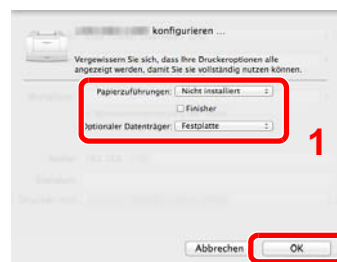 konfigurieren ...
Vergewissern Sie sich, dass Ihre Druckeroptionen alle
angezeigt werden, damit Sie sie vollständig nutzen können.
Papierzuführungen: Nicht installiert
Finisher
Optionaler Datenträger: Festplatte
1
Abbrechen OK